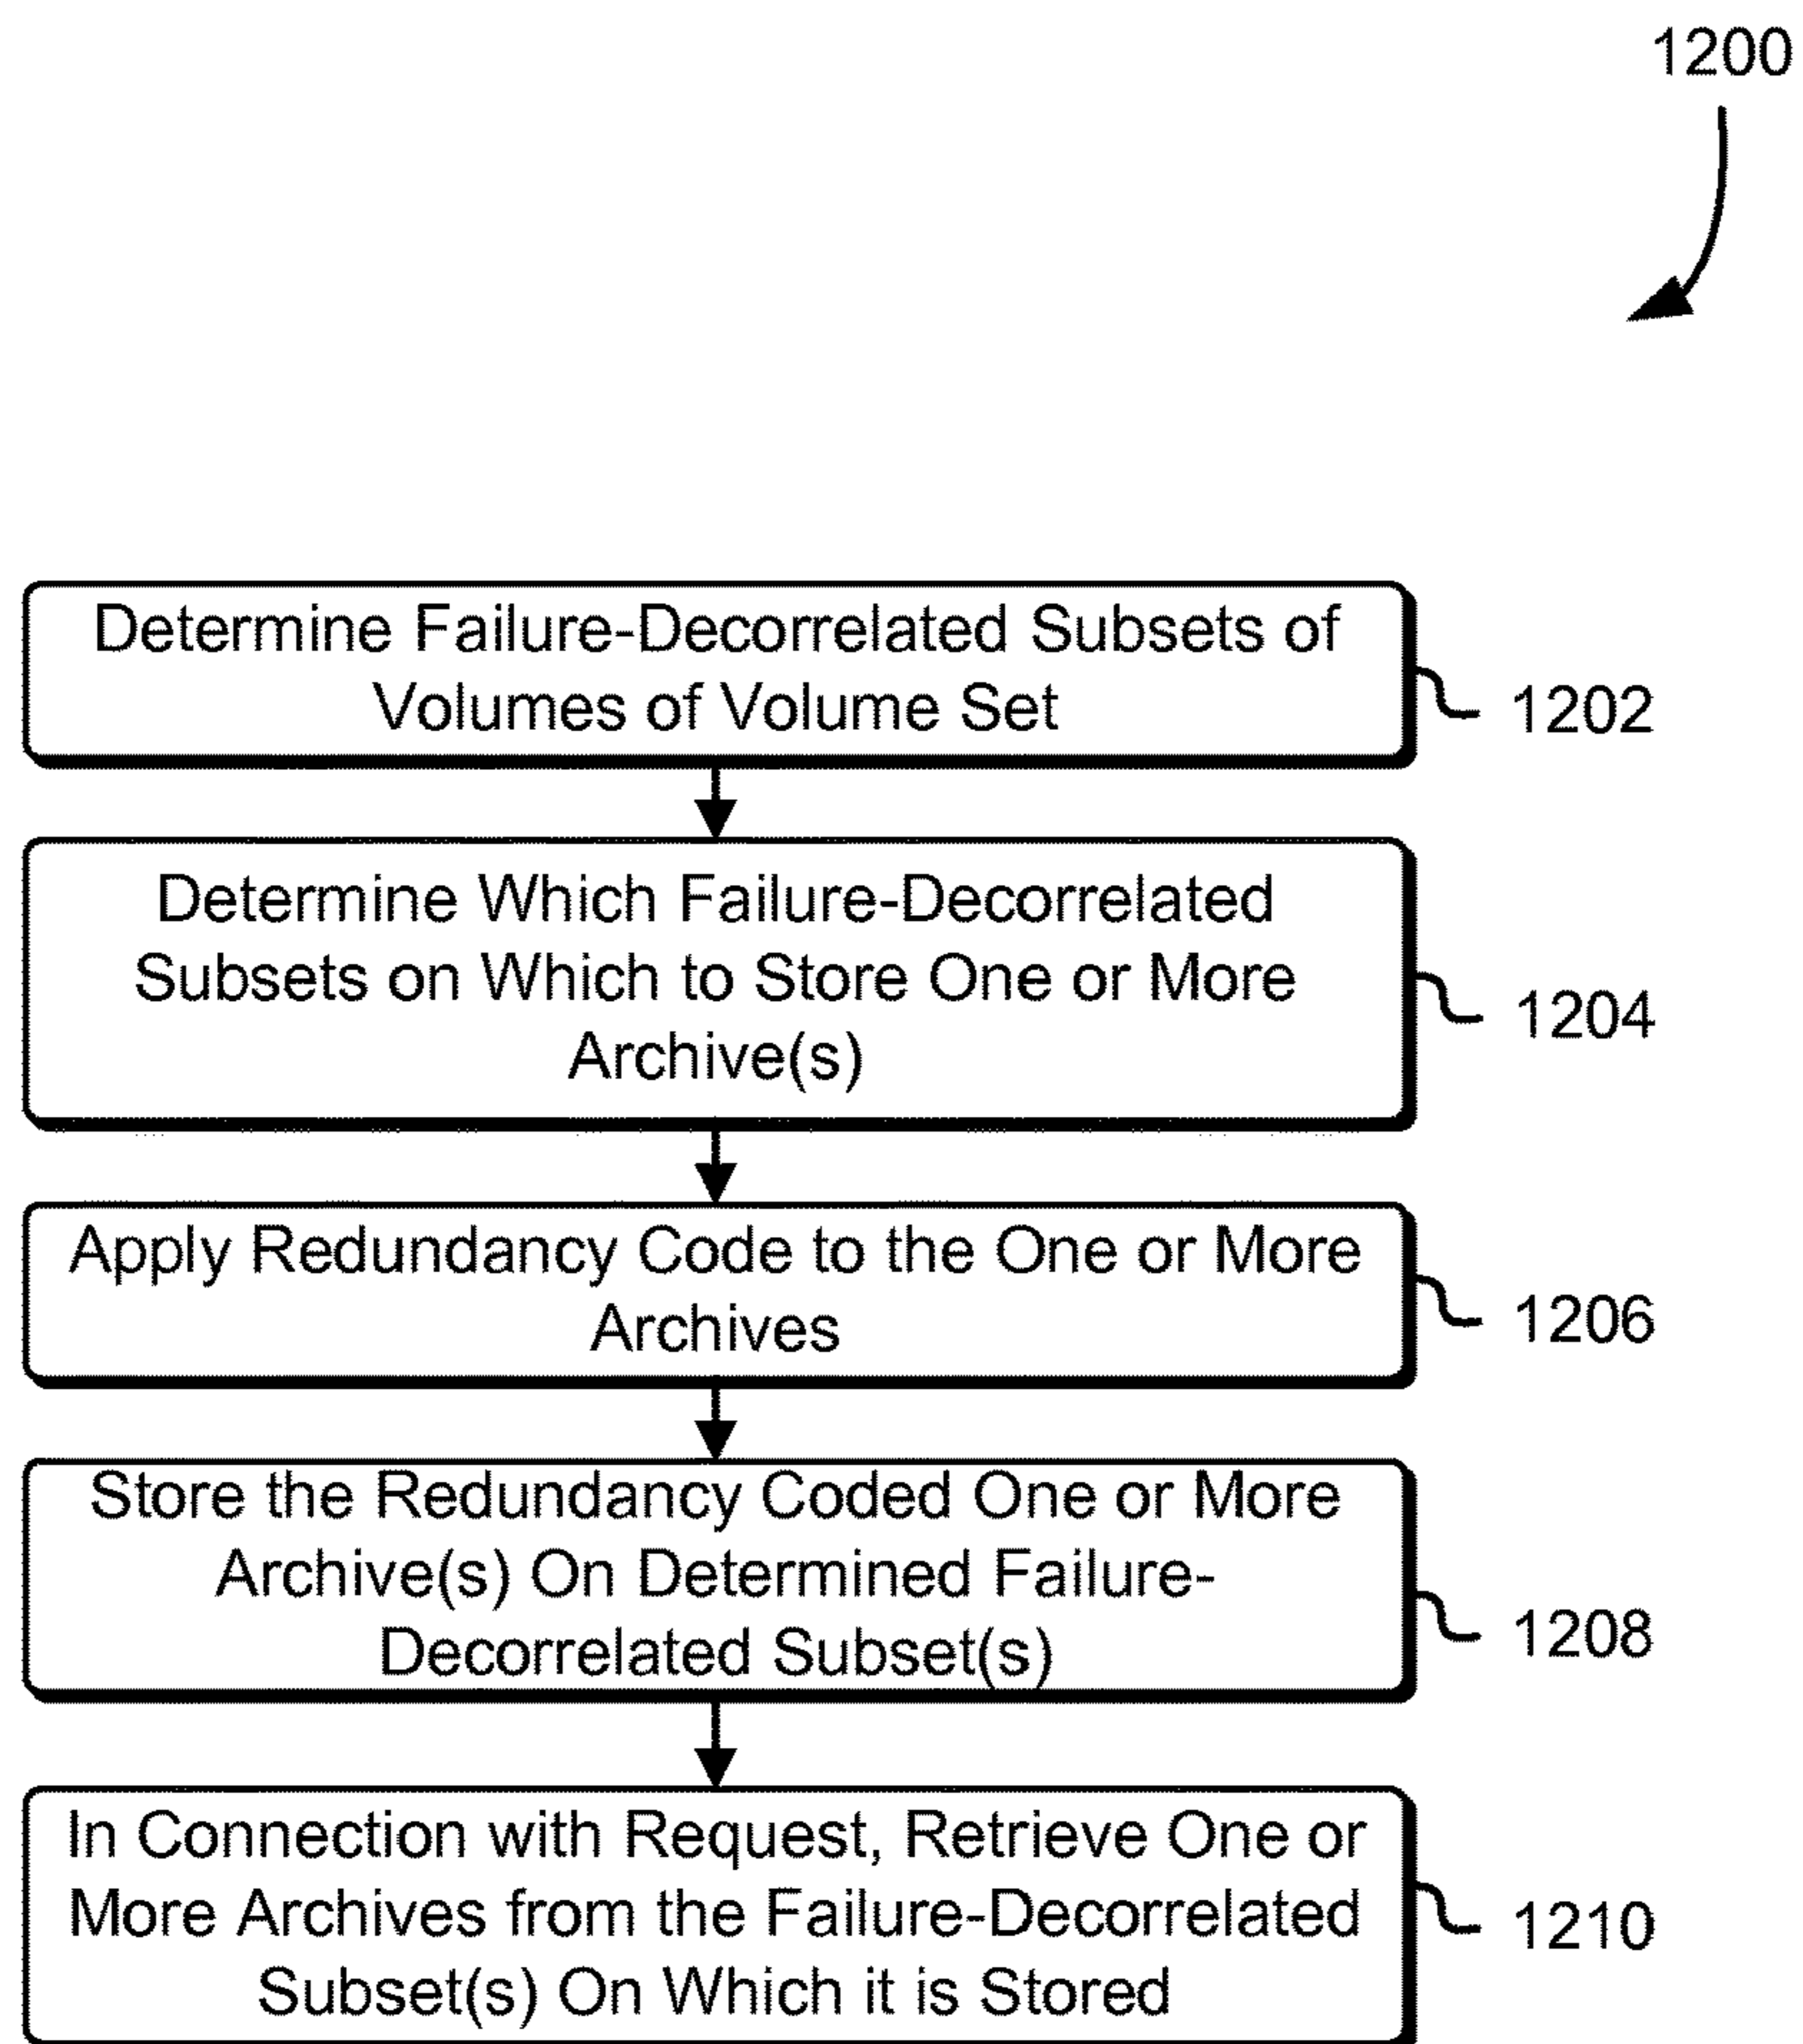 1200
Determine Failure-Decorrelated Subsets of
Volumes of Volume Set
1202
Determine Which Failure-Decorrelated
Subsets on Which to Store One or More
Archive(s)
1204
Apply Redundancy Code to the One or More
Archives
1206
Store the Redundancy Coded One or More
Archive(s) On Determined Failure-
Decorrelated Subset(s)
1208
In Connection with Request, Retrieve One or
More Archives from the Failure-Decorrelated
Subset(s) On Which it is Stored
1210